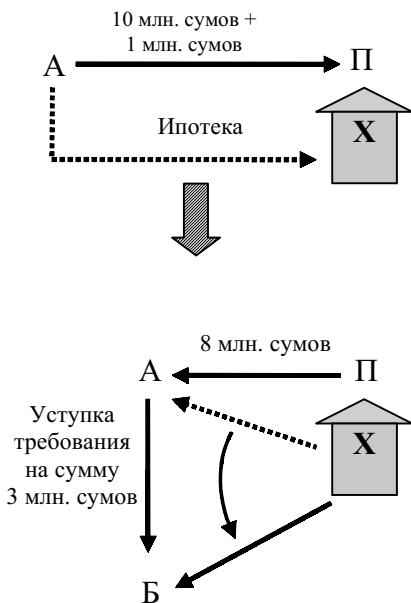 10 млн. сумов +
1 млн. сумов
А
П
Ипотека
Х
8 млн. сумов
А
П
Уступка
требования
на сумму
3 млн. сумов
Х
Б